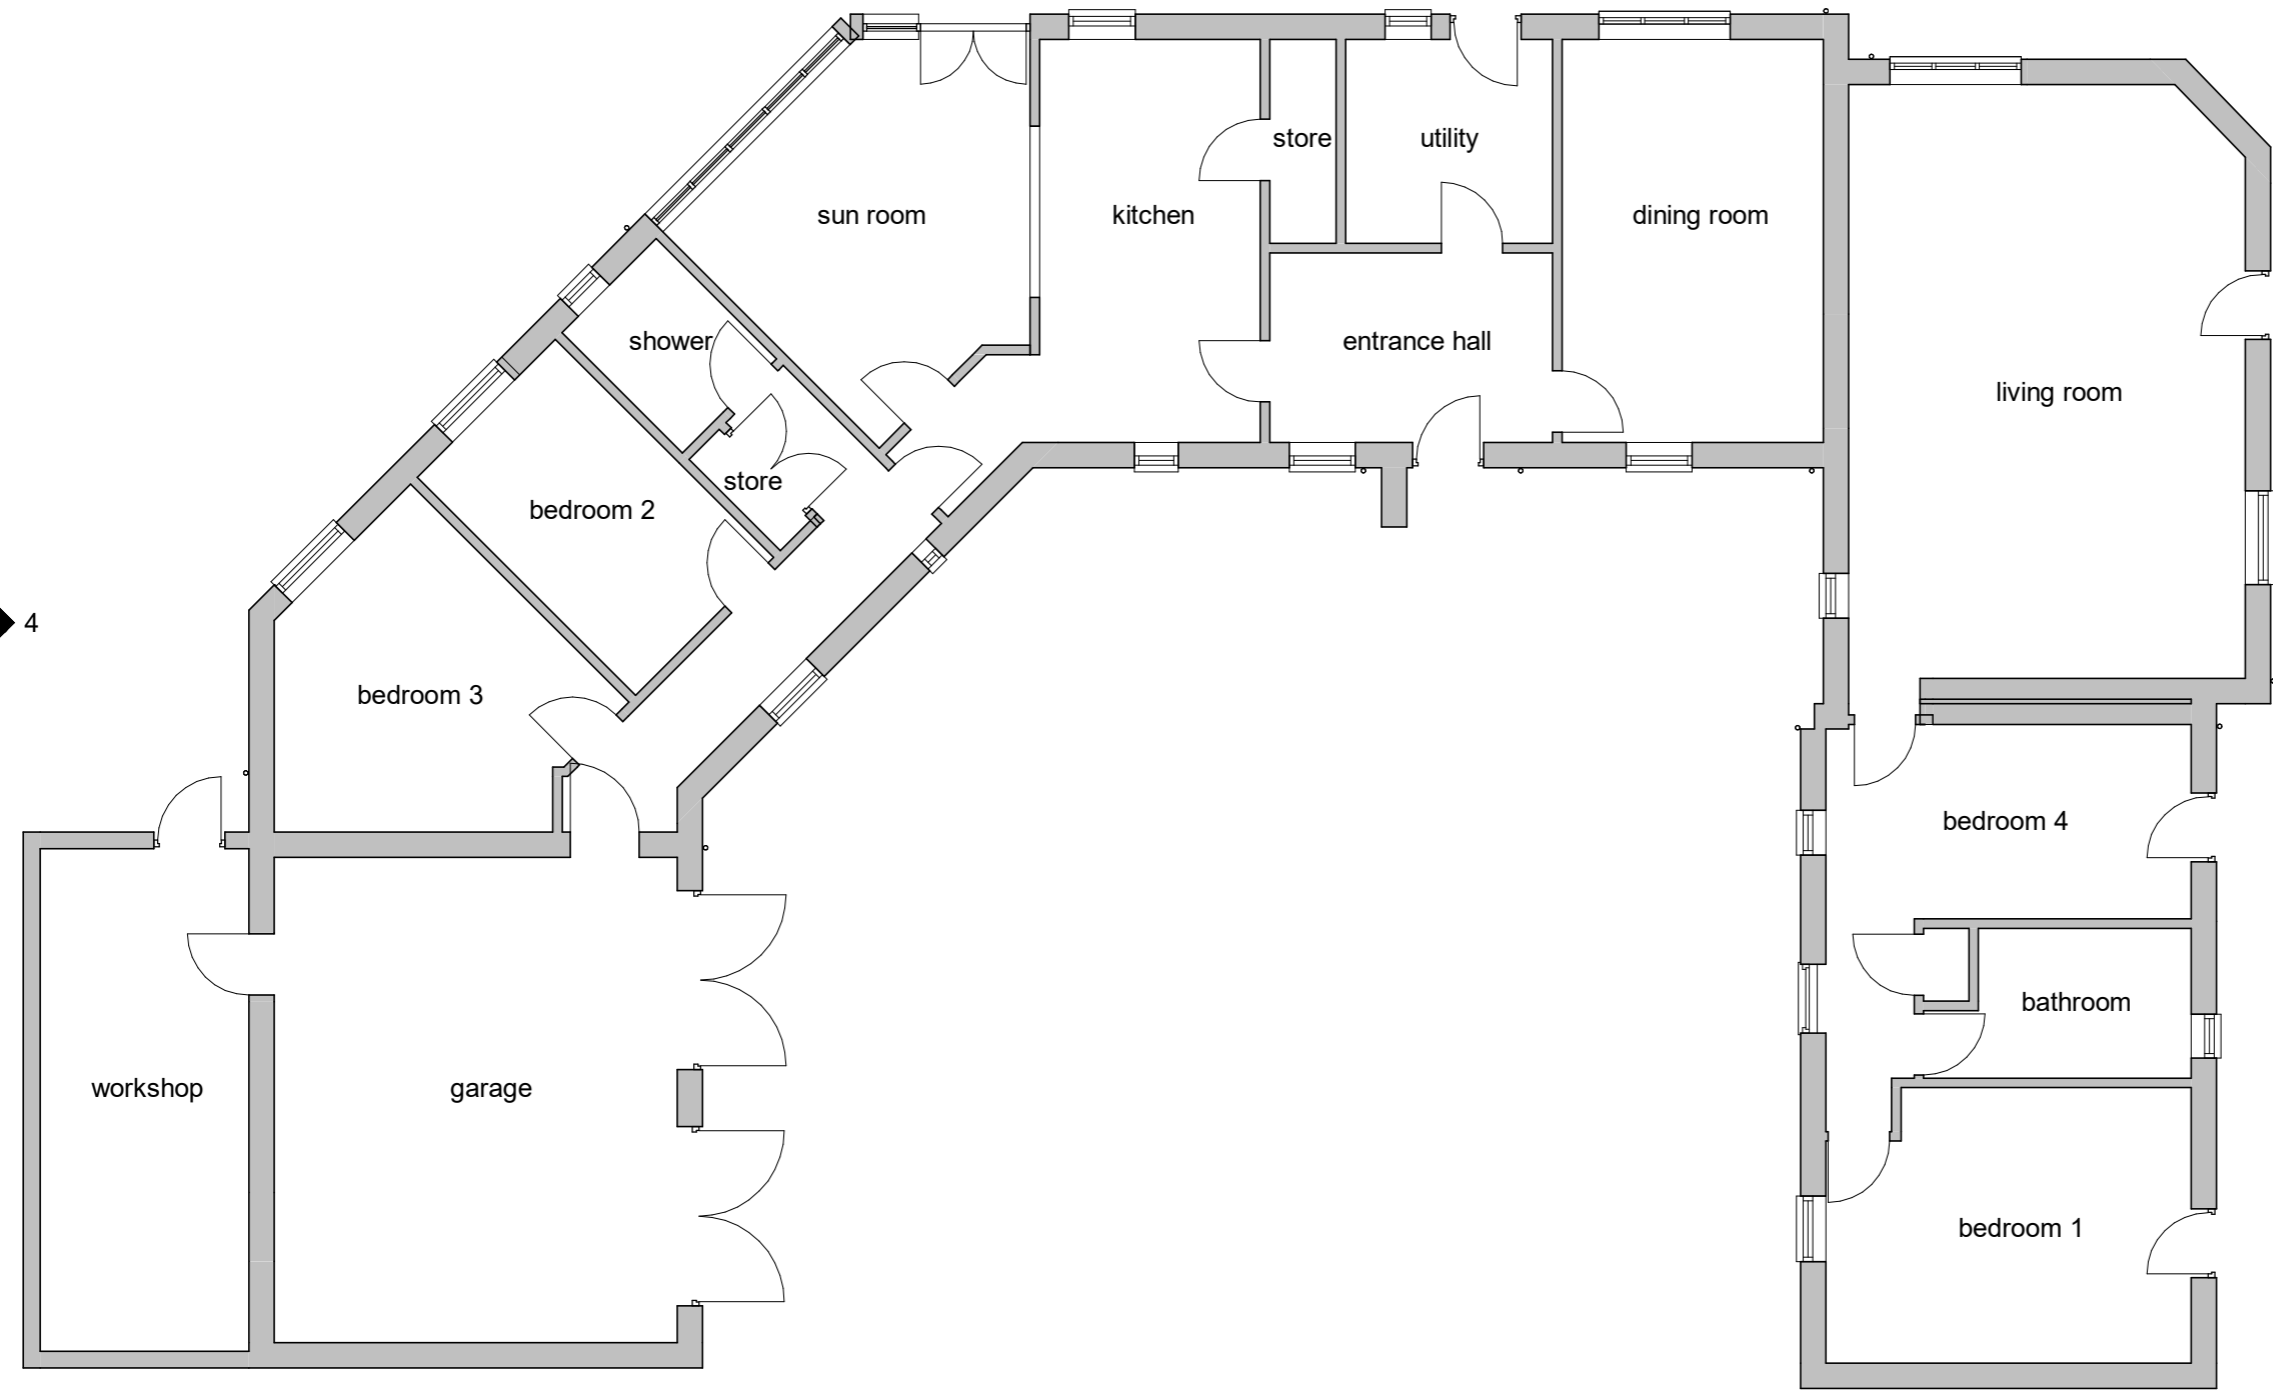 store
utility
sun room
kitchen
dining room
shower
entrance hall
living room
store
bedroom 2
4
bedroom 3
bedroom 4
bathroom
workshop
garage
bedroom 1